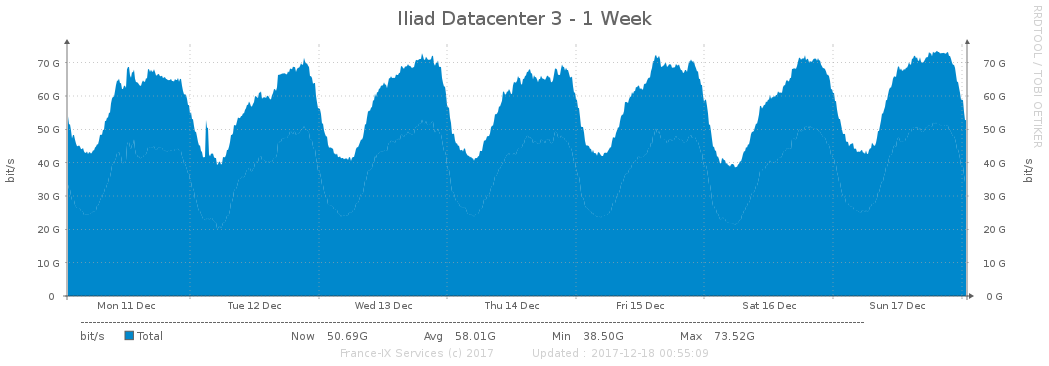 Iliad Datacenter 3 - 1 Week
RRDTOOL / TOBI OETIKER
70 G 70 G
60 G 60 G
50 G 50 G
40 G 40 G
30 G 30 G
20 G 20 G
10 G 10 G
0 0 G
bit/s bit/s
Mon 11 Dec Tue 12 Dec Wed 13 Dec Thu 14 Dec Fri 15 Dec Sat 16 Dec Sun 17 Dec
bit/s Total Now 50.69G Avg 58.01G Min 38.50G Max 73.52G
France-IX Services (c) 2017 Updated : 2017-12-18 00:55:09